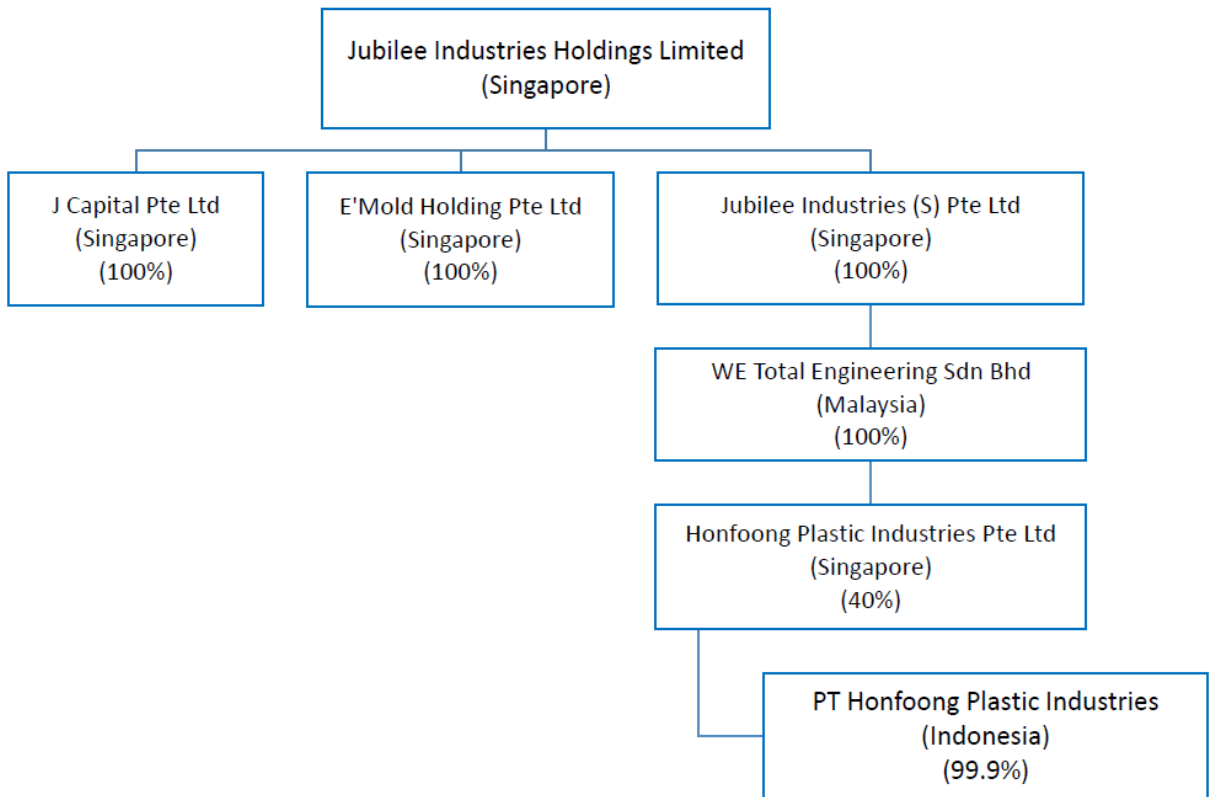 Jubilee Industries Holdings Limited
(Singapore)
J Capital Pte Ltd
(Singapore)
(100%)
E'Mold Holding Pte Ltd
(Singapore)
(100%)
Jubilee Industries (S) Pte Ltd
(Singapore)
(100%)
WE Total Engineering Sdn Bhd
(Malaysia)
(100%)
Honfoong Plastic Industries Pte Ltd
(Singapore)
(40%)
PT Honfoong Plastic Industries
(Indonesia)
(99.9%)